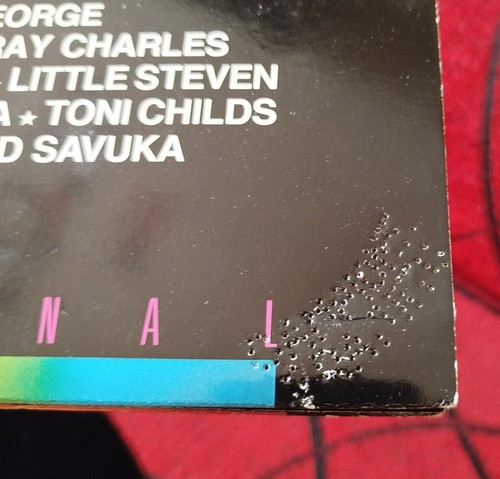 EORGE
RAY CHARLES
★ LITTLE STEVEN
A ★ TONI CHILDS
D SAVUKA
N A L